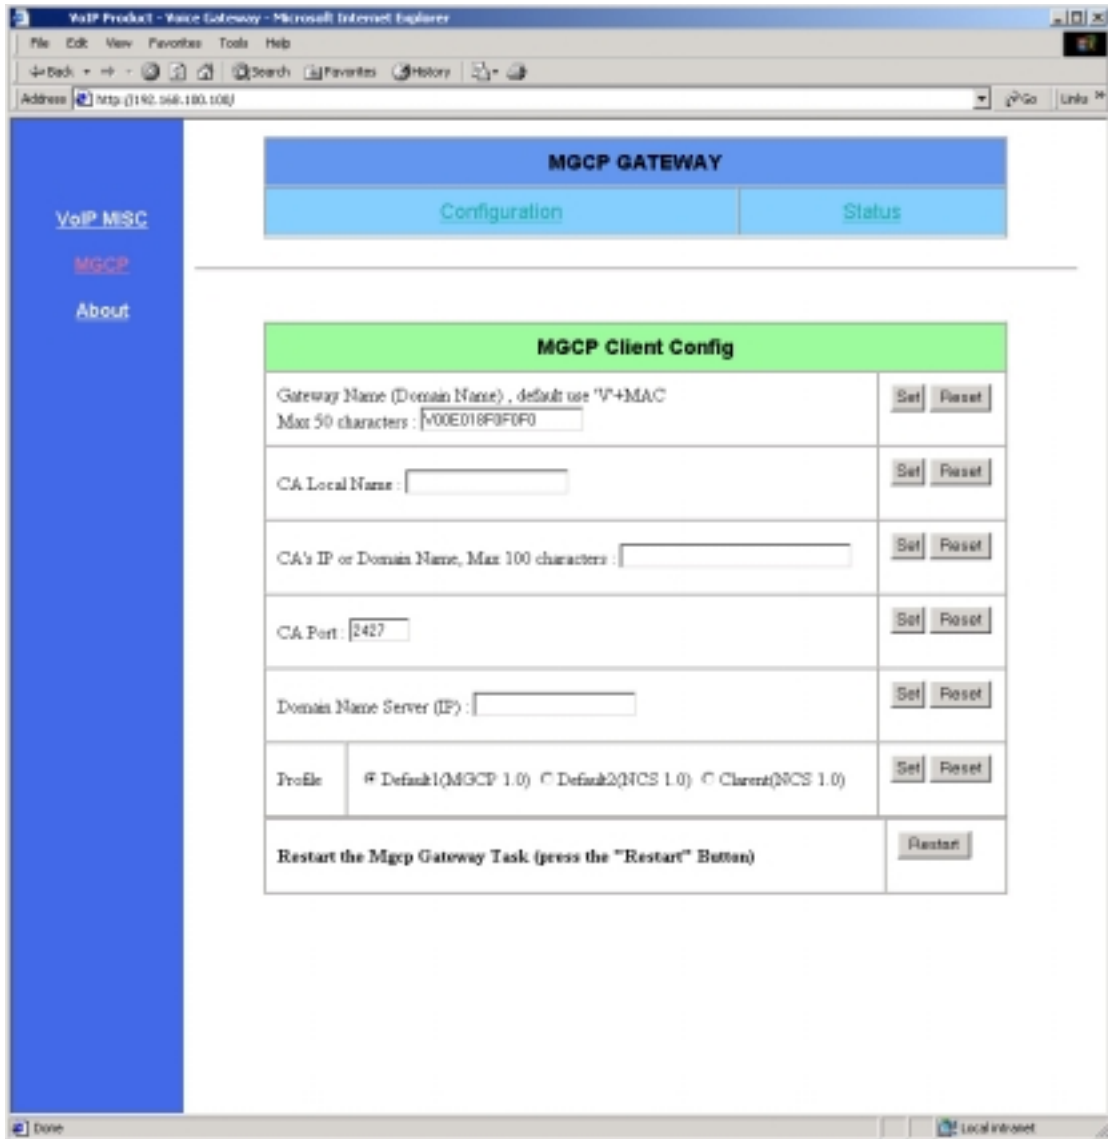 VoIP Product - Voice Gateway - Microsoft Internet Explorer
File Edit View Favorites Tools Help
Back Search Favorites History
Address http://192.168.100.100/ Go Links
VoIP MISC
MGCP
About
MGCP GATEWAY
Configuration Status
MGCP Client Config
Gateway Name (Domain Name) , default use 'V'+MAC
Max 50 characters : V00E018F0F0F0 Set Reset
CA Local Name : Set Reset
CA's IP or Domain Name, Max 100 characters : Set Reset
CA Port : 2427 Set Reset
Domain Name Server (IP) : Set Reset
Profile Default1(MGCP 1.0) Default2(NCS 1.0) Clarent(NCS 1.0) Set Reset
Restart the Mgcp Gateway Task (press the "Restart" Button) Restart
Done Local intranet